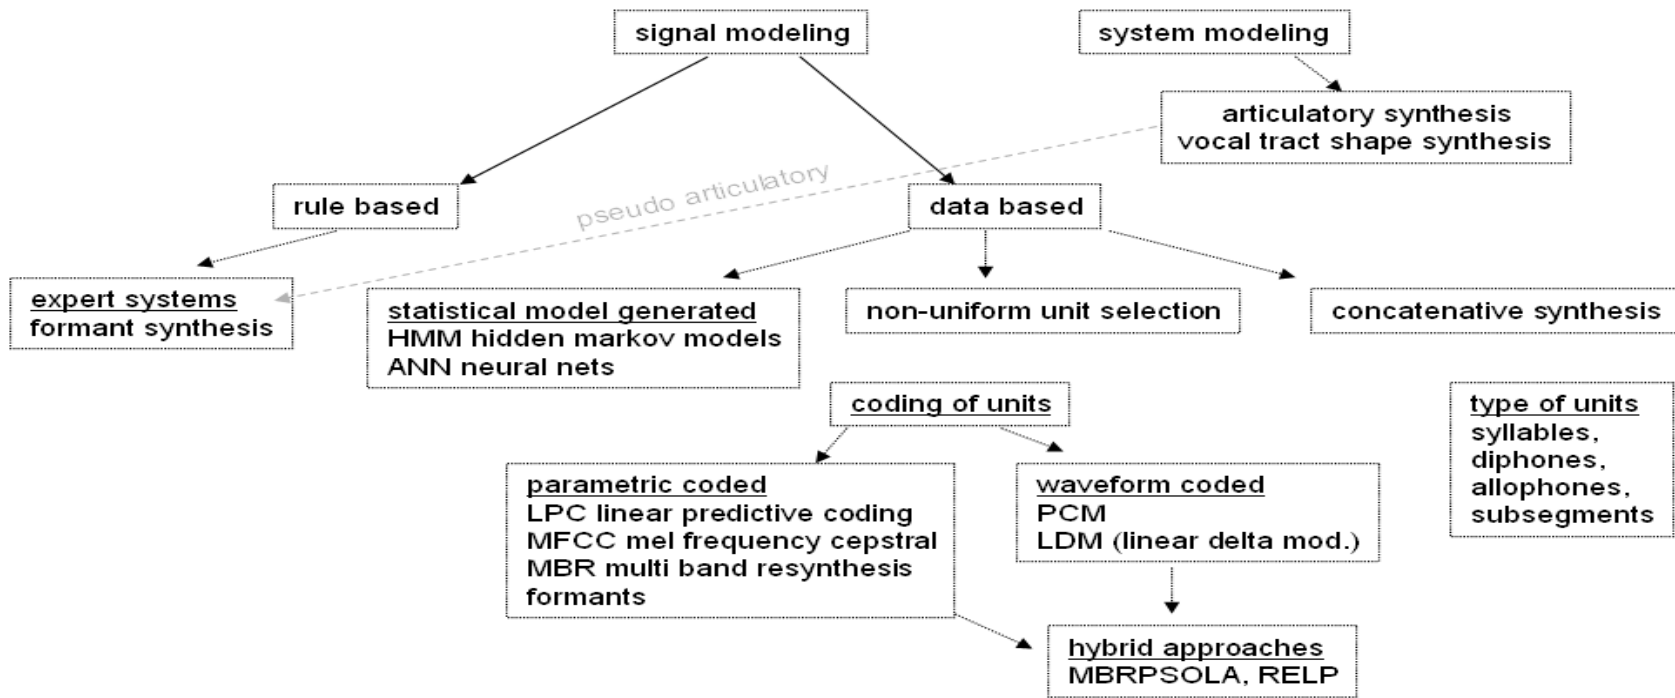 signal modeling
system modeling
articulatory synthesis
vocal tract shape synthesis
pseudo articulatory
rule based
data based
expert systems
formant synthesis
statistical model generated
HMM hidden markov models
ANN neural nets
non-uniform unit selection
concatenative synthesis
coding of units
type of units
syllables,
diphones,
allophones,
subsegments
parametric coded
LPC linear predictive coding
MFCC mel frequency cepstral
MBR multi band resynthesis
formants
waveform coded
PCM
LDM (linear delta mod.)
hybrid approaches
MBRPSOLA, RELP